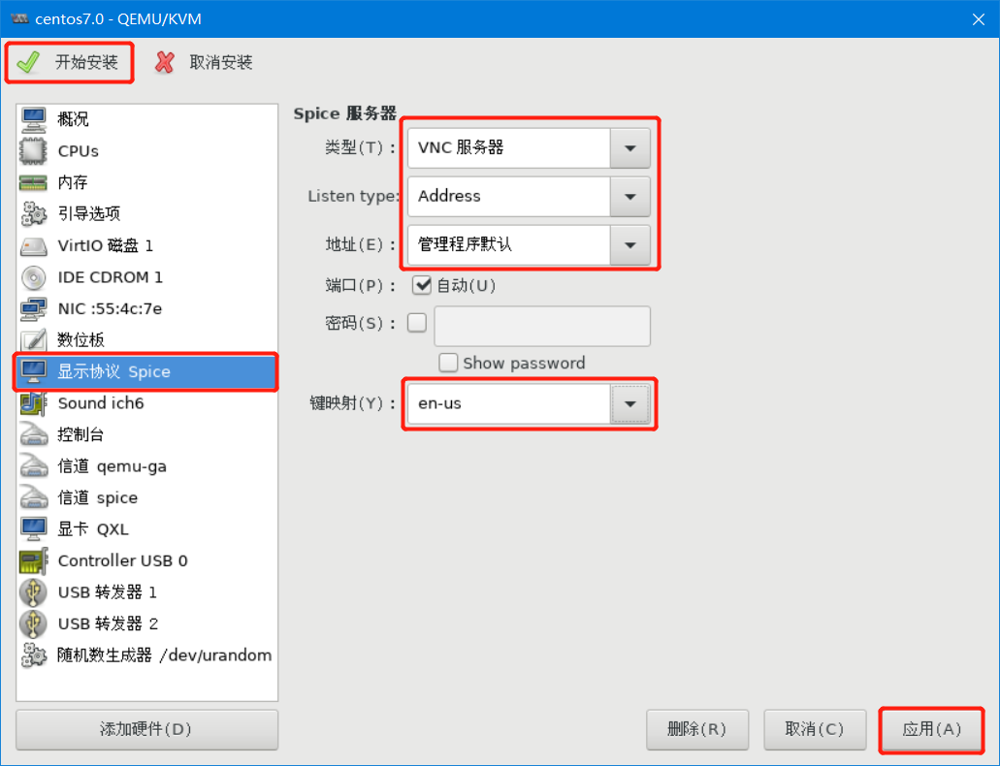 centos7.0 - QEMU/KVM
开始安装 取消安装
概况
CPUs
内存
引导选项
VirtIO 磁盘 1
IDE CDROM 1
NIC :55:4c:7e
数位板
显示协议 Spice
Sound ich6
控制台
信道 qemu-ga
信道 spice
显卡 QXL
Controller USB 0
USB 转发器 1
USB 转发器 2
随机数生成器 /dev/urandom
添加硬件(D)
Spice 服务器
类型(T)： VNC 服务器
Listen type: Address
地址(E)： 管理程序默认
端口(P)： 自动(U)
密码(S)：
Show password
键映射(Y)： en-us
删除(R) 取消(C) 应用(A)